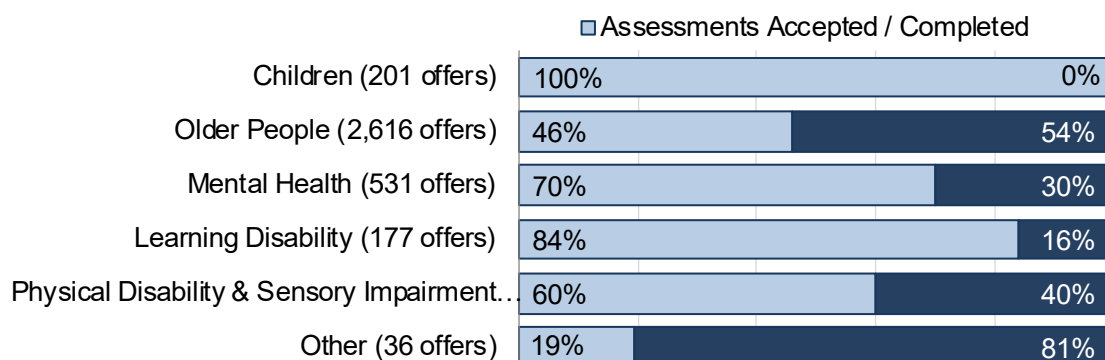 Assessments Accepted / Completed
Children (201 offers) 100% 0%
Older People (2,616 offers) 46% 54%
Mental Health (531 offers) 70% 30%
Learning Disability (177 offers) 84% 16%
Physical Disability & Sensory Impairment… 60% 40%
Other (36 offers) 19% 81%